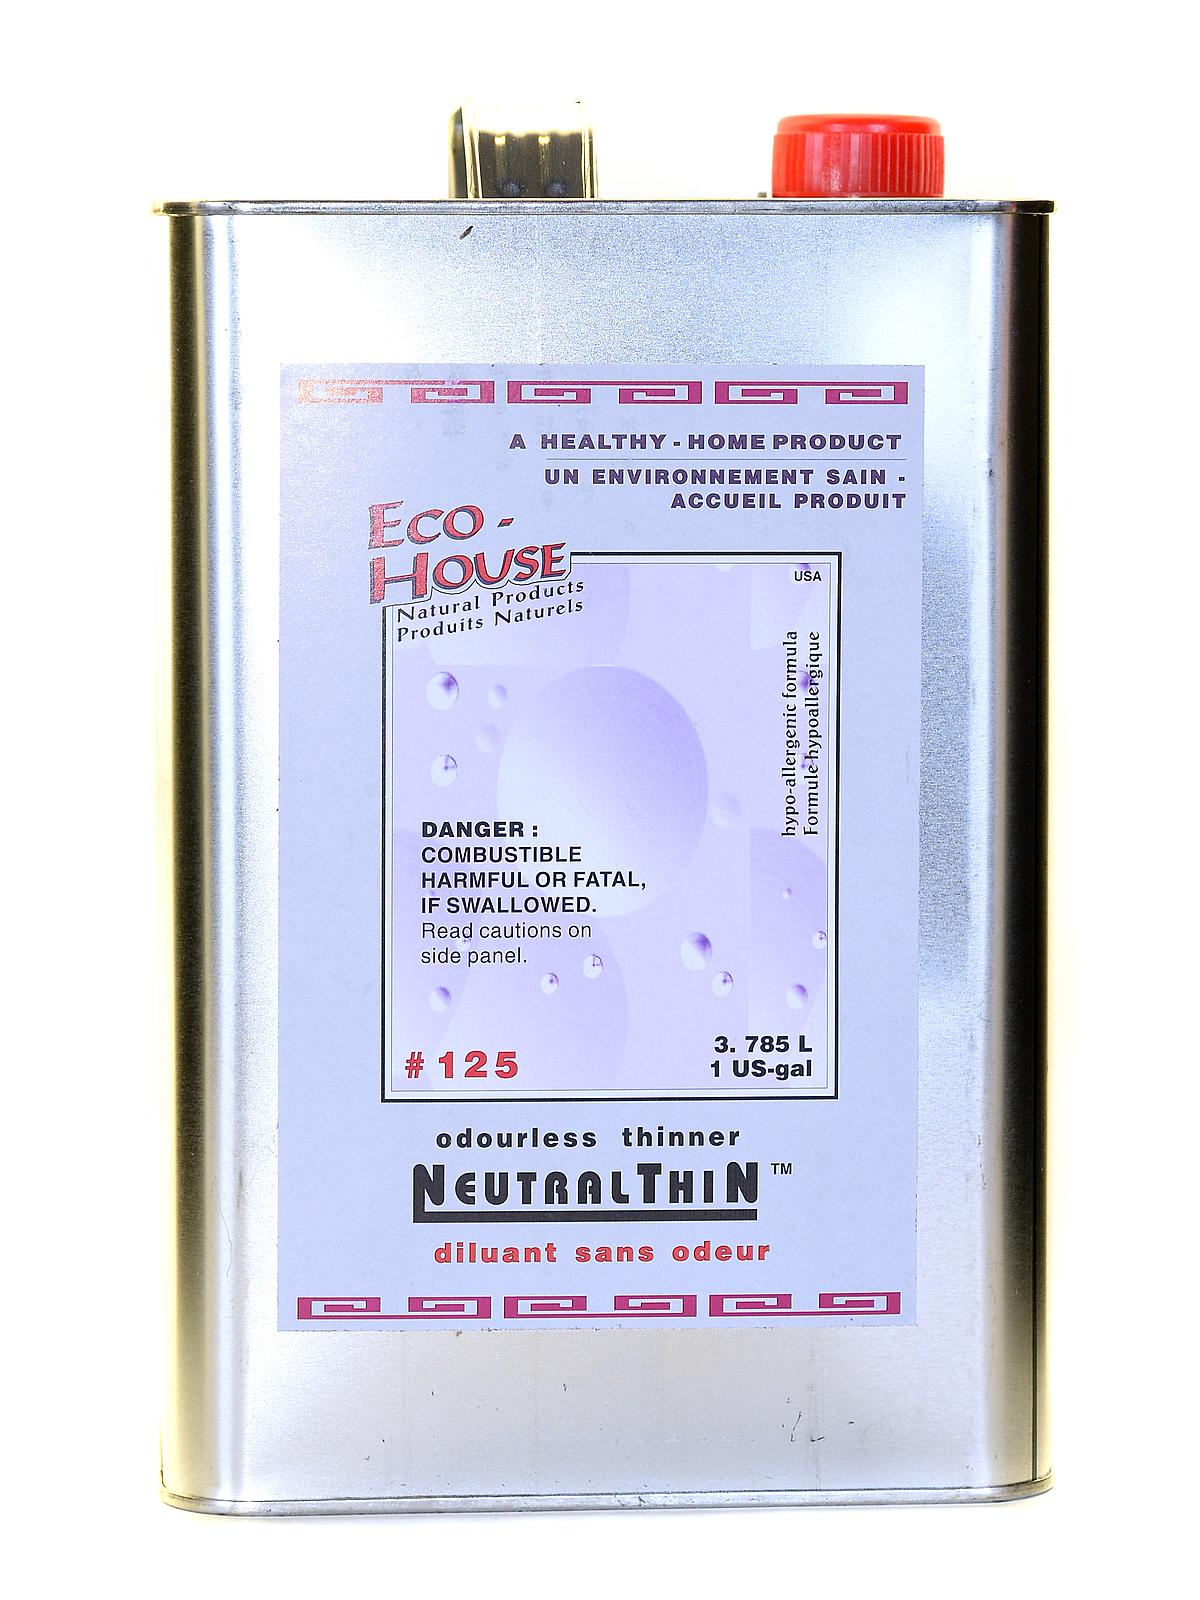 A HEALTHY - HOME PRODUCT
UN ENVIRONNEMENT SAIN -
ACCUEIL PRODUIT
ECO -
HOUSE
Natural Products
Produits Naturels
USA
hypo-allergenic formula
Formule hypoallergique
DANGER :
COMBUSTIBLE
HARMFUL OR FATAL,
IF SWALLOWED.
Read cautions on
side panel.
# 125
3. 785 L
1 US-gal
odourless thinner
NEUTRALTHIN ™
diluant sans odeur